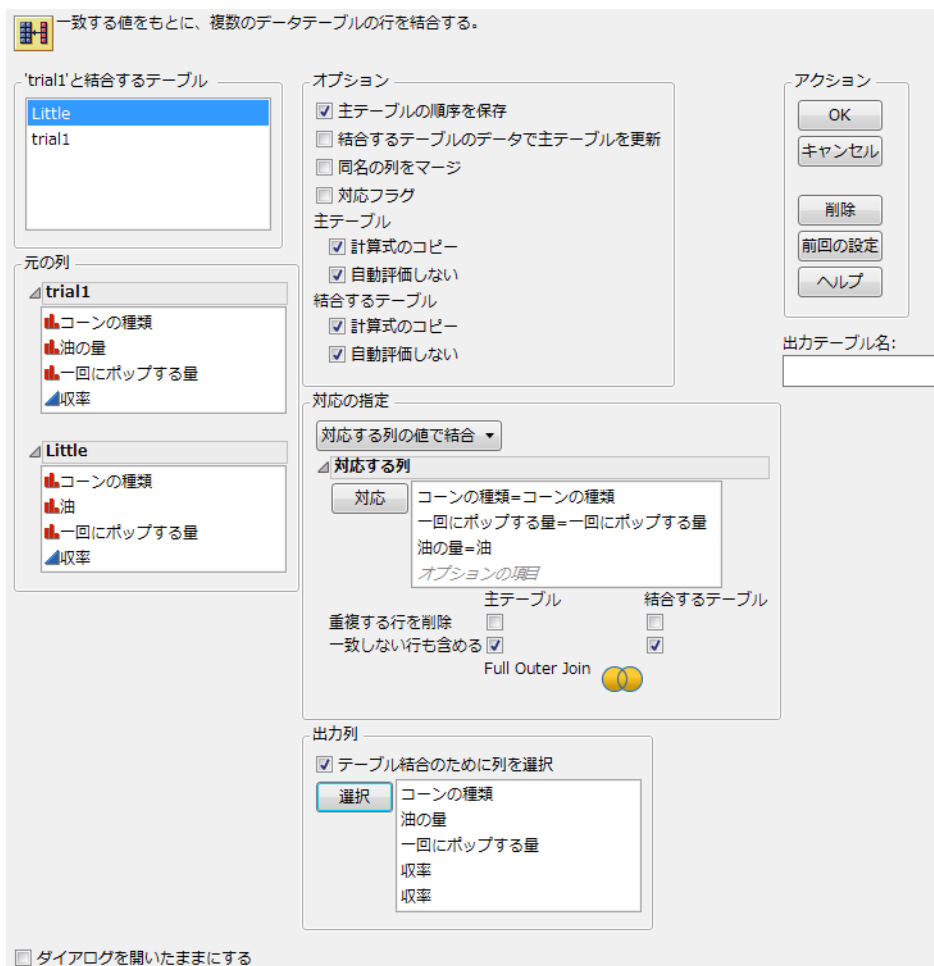 一致する値をもとに、複数のデータテーブルの行を結合する。
'trial1'と結合するテーブル
Little
trial1
元の列
trial1
コーンの種類
油の量
一回にポップする量
収率
Little
コーンの種類
油
一回にポップする量
収率
オプション
主テーブルの順序を保存
結合するテーブルのデータで主テーブルを更新
同名の列をマージ
対応フラグ
主テーブル
計算式のコピー
自動評価しない
結合するテーブル
計算式のコピー
自動評価しない
対応の指定
対応する列の値で結合
対応する列
対応
コーンの種類=コーンの種類
一回にポップする量=一回にポップする量
油の量=油
オプションの項目
主テーブル 結合するテーブル
重複する行を削除
一致しない行も含める
Full Outer Join
出力列
テーブル結合のために列を選択
選択
コーンの種類
油の量
一回にポップする量
収率
収率
アクション
OK
キャンセル
削除
前回の設定
ヘルプ
出力テーブル名:
ダイアログを開いたままにする